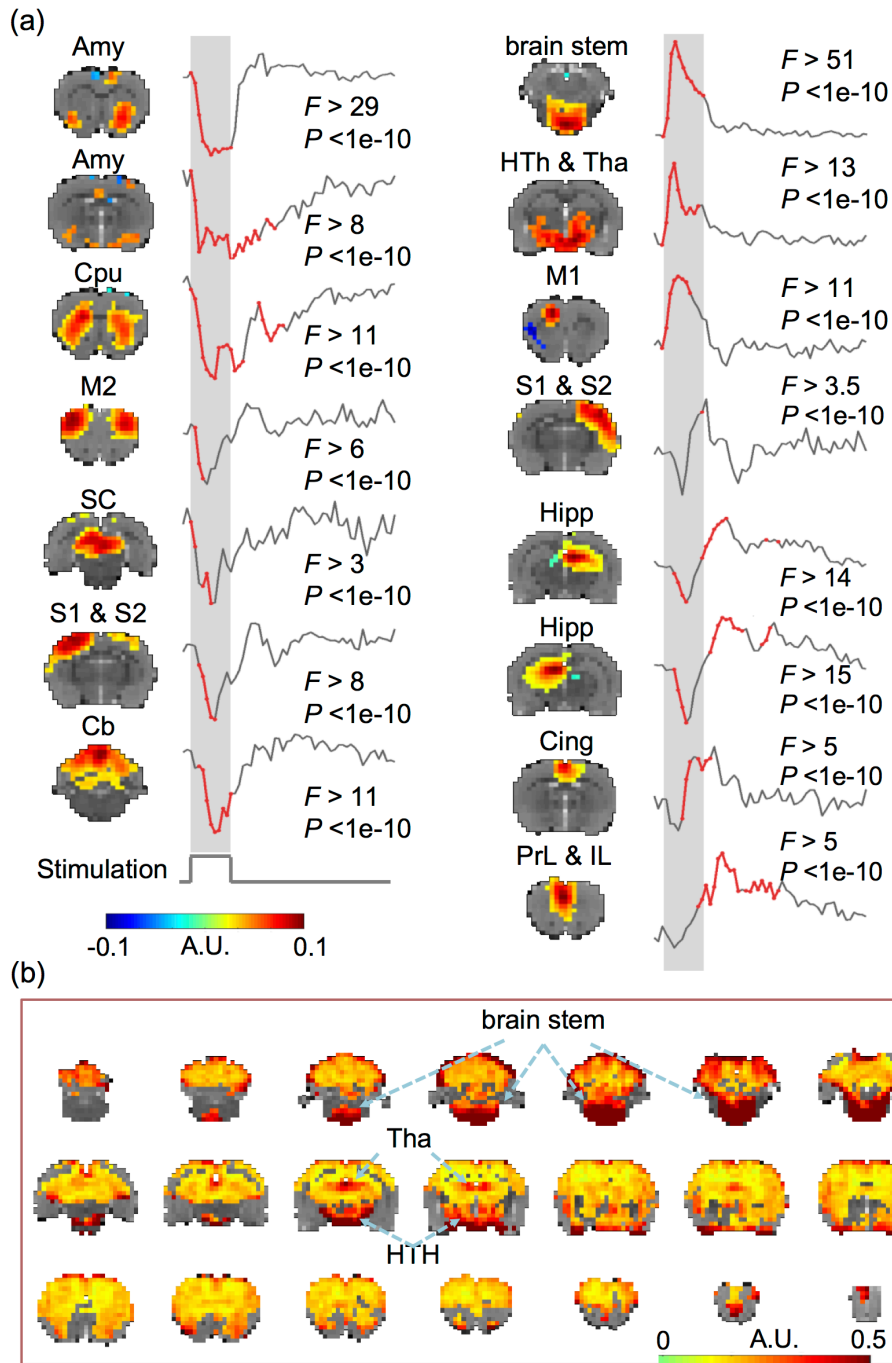 (a)
Amy
F > 29
P <1e-10
Amy
F > 8
P <1e-10
Cpu
F > 11
P <1e-10
M2
F > 6
P <1e-10
SC
F > 3
P <1e-10
S1 & S2
F > 8
P <1e-10
Cb
F > 11
P <1e-10
Stimulation
-0.1
A.U.
0.1
brain stem
F > 51
P <1e-10
HTh & Tha
F > 13
P <1e-10
M1
F > 11
P <1e-10
S1 & S2
F > 3.5
P <1e-10
Hipp
F > 14
P <1e-10
Hipp
F > 15
P <1e-10
Cing
F > 5
P <1e-10
PrL & IL
F > 5
P <1e-10
(b)
brain stem
Tha
HTH
0
A.U.
0.5